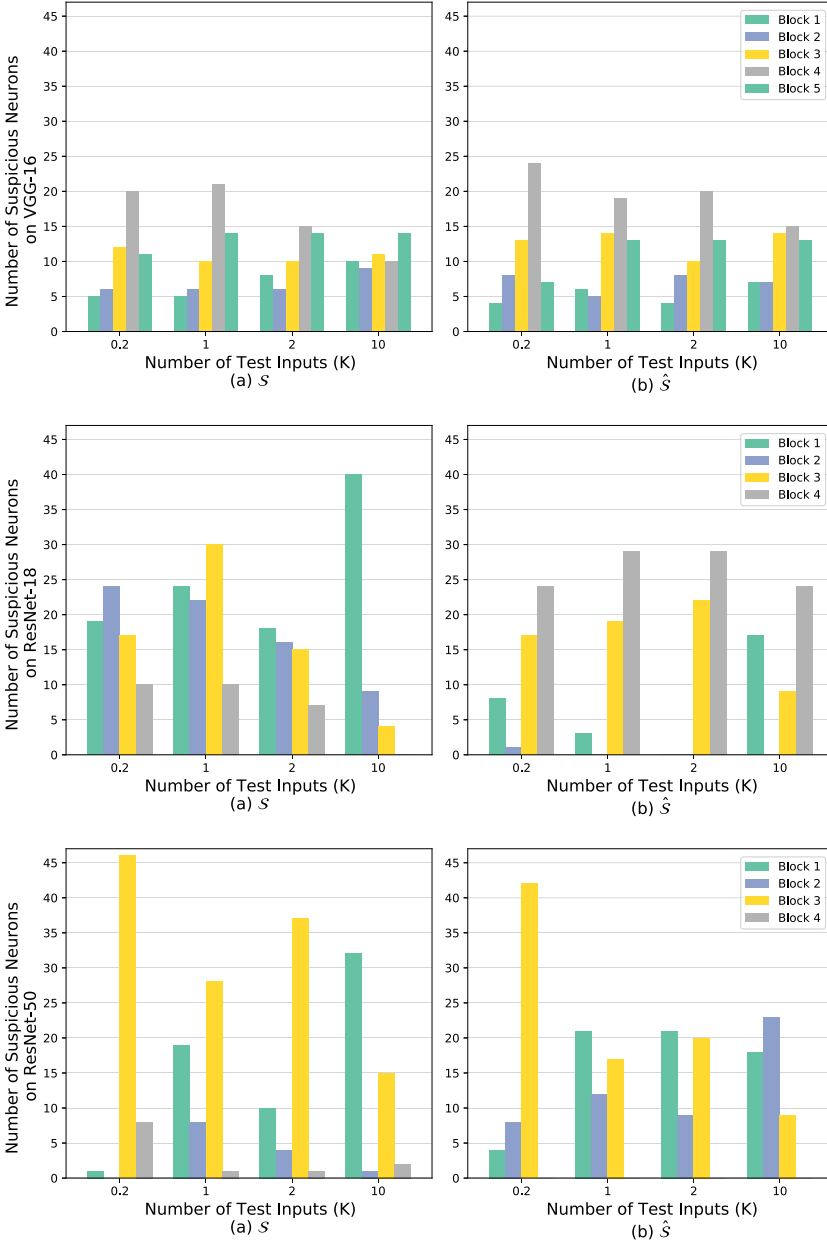 Number of Suspicious Neurons
on VGG-16
45
40
35
30
25
20
15
10
5
0
0.2 1 2 10
Number of Test Inputs (K)
(a) S
45
40
35
30
25
20
15
10
5
0
Block 1
Block 2
Block 3
Block 4
Block 5
0.2 1 2 10
Number of Test Inputs (K)
(b) Ŝ
Number of Suspicious Neurons
on ResNet-18
45
40
35
30
25
20
15
10
5
0
0.2 1 2 10
Number of Test Inputs (K)
(a) S
45
40
35
30
25
20
15
10
5
0
Block 1
Block 2
Block 3
Block 4
0.2 1 2 10
Number of Test Inputs (K)
(b) Ŝ
Number of Suspicious Neurons
on ResNet-50
45
40
35
30
25
20
15
10
5
0
0.2 1 2 10
Number of Test Inputs (K)
(a) S
45
40
35
30
25
20
15
10
5
0
Block 1
Block 2
Block 3
Block 4
0.2 1 2 10
Number of Test Inputs (K)
(b) Ŝ